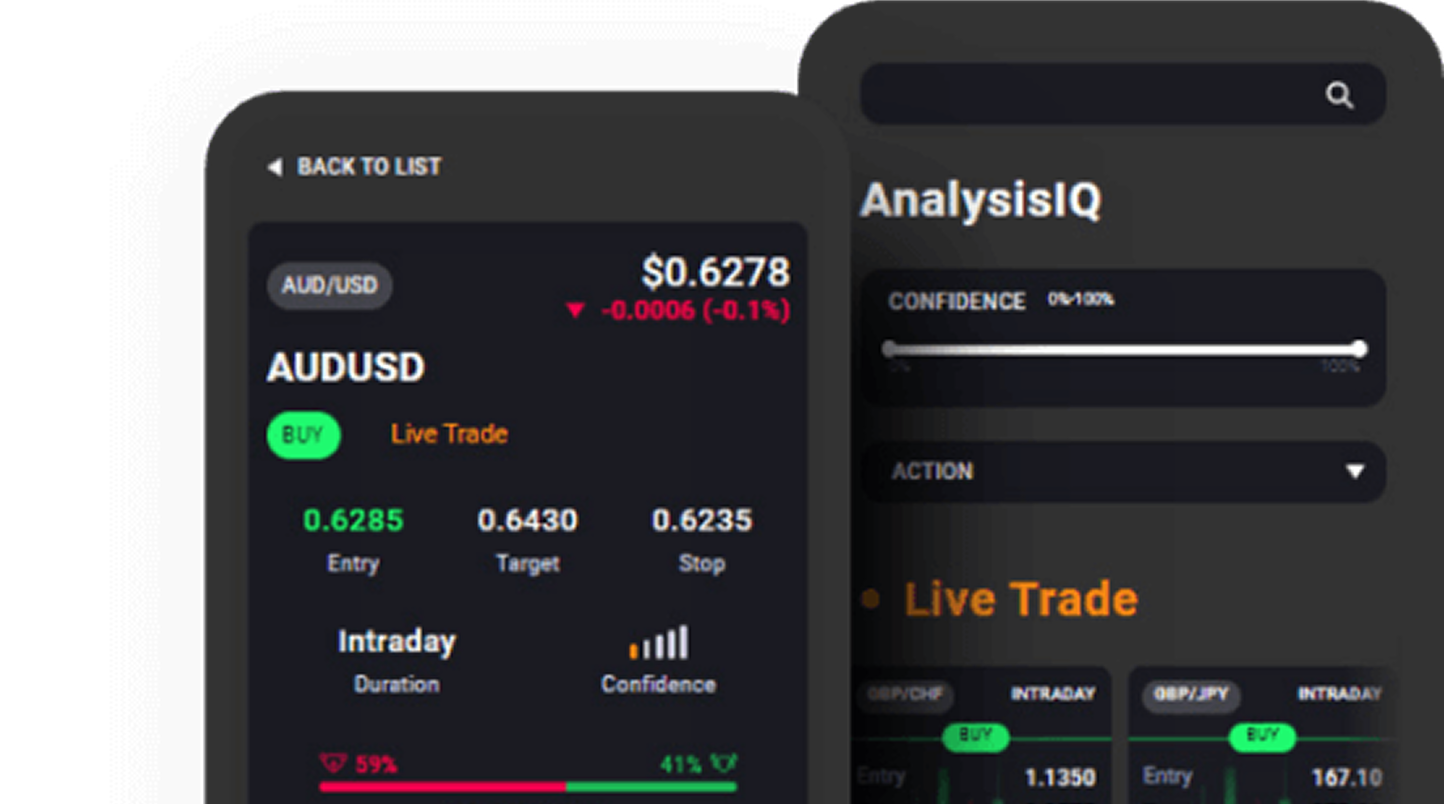 BACK TO LIST
AUD/USD
$0.6278
-0.0006 (-0.1%)
AUDUSD
BUY
Live Trade
0.6285 0.6430 0.6235
Entry Target Stop
Intraday
Duration Confidence
59% 41%
AnalysisIQ
CONFIDENCE 0%-100%
0% 100%
ACTION
Live Trade
GBP/CHF INTRADAY
BUY
Entry 1.1350
GBP/JPY INTRADAY
BUY
Entry 167.10